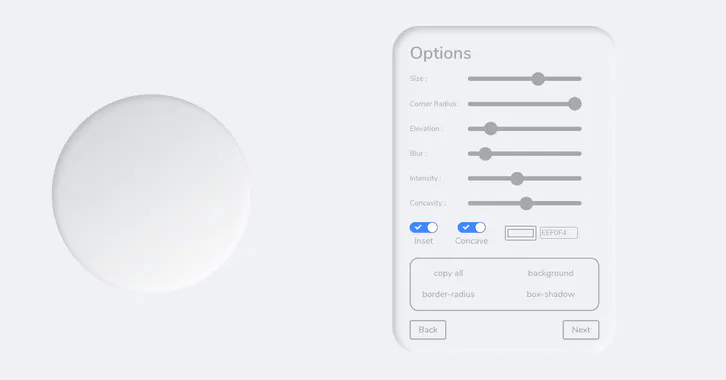 Options
Size :
Corner Radius:
Elevation :
Blur :
Intensity :
Concavity :
Inset
Concave
EEF0F4
copy all
background
border-radius
box-shadow
Back
Next